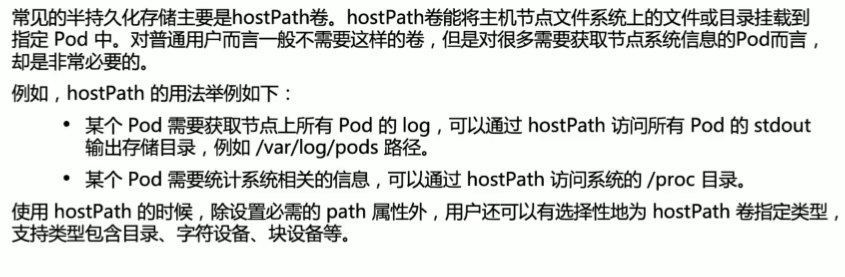 常见的半持久化存储主要是hostPath卷。hostPath卷能将主机节点文件系统上的文件或目录挂载到
指定 Pod 中。对普通用户而言一般不需要这样的卷，但是对很多需要获取节点系统信息的Pod而言，
却是非常必要的。
例如，hostPath 的用法举例如下：
• 某个 Pod 需要获取节点上所有 Pod 的 log，可以通过 hostPath 访问所有 Pod 的 stdout
输出存储目录，例如 /var/log/pods 路径。
• 某个 Pod 需要统计系统相关的信息，可以通过 hostPath 访问系统的 /proc 目录。
使用 hostPath 的时候，除设置必需的 path 属性外，用户还可以有选择性地为 hostPath 卷指定类型，
支持类型包含目录、字符设备、块设备等。